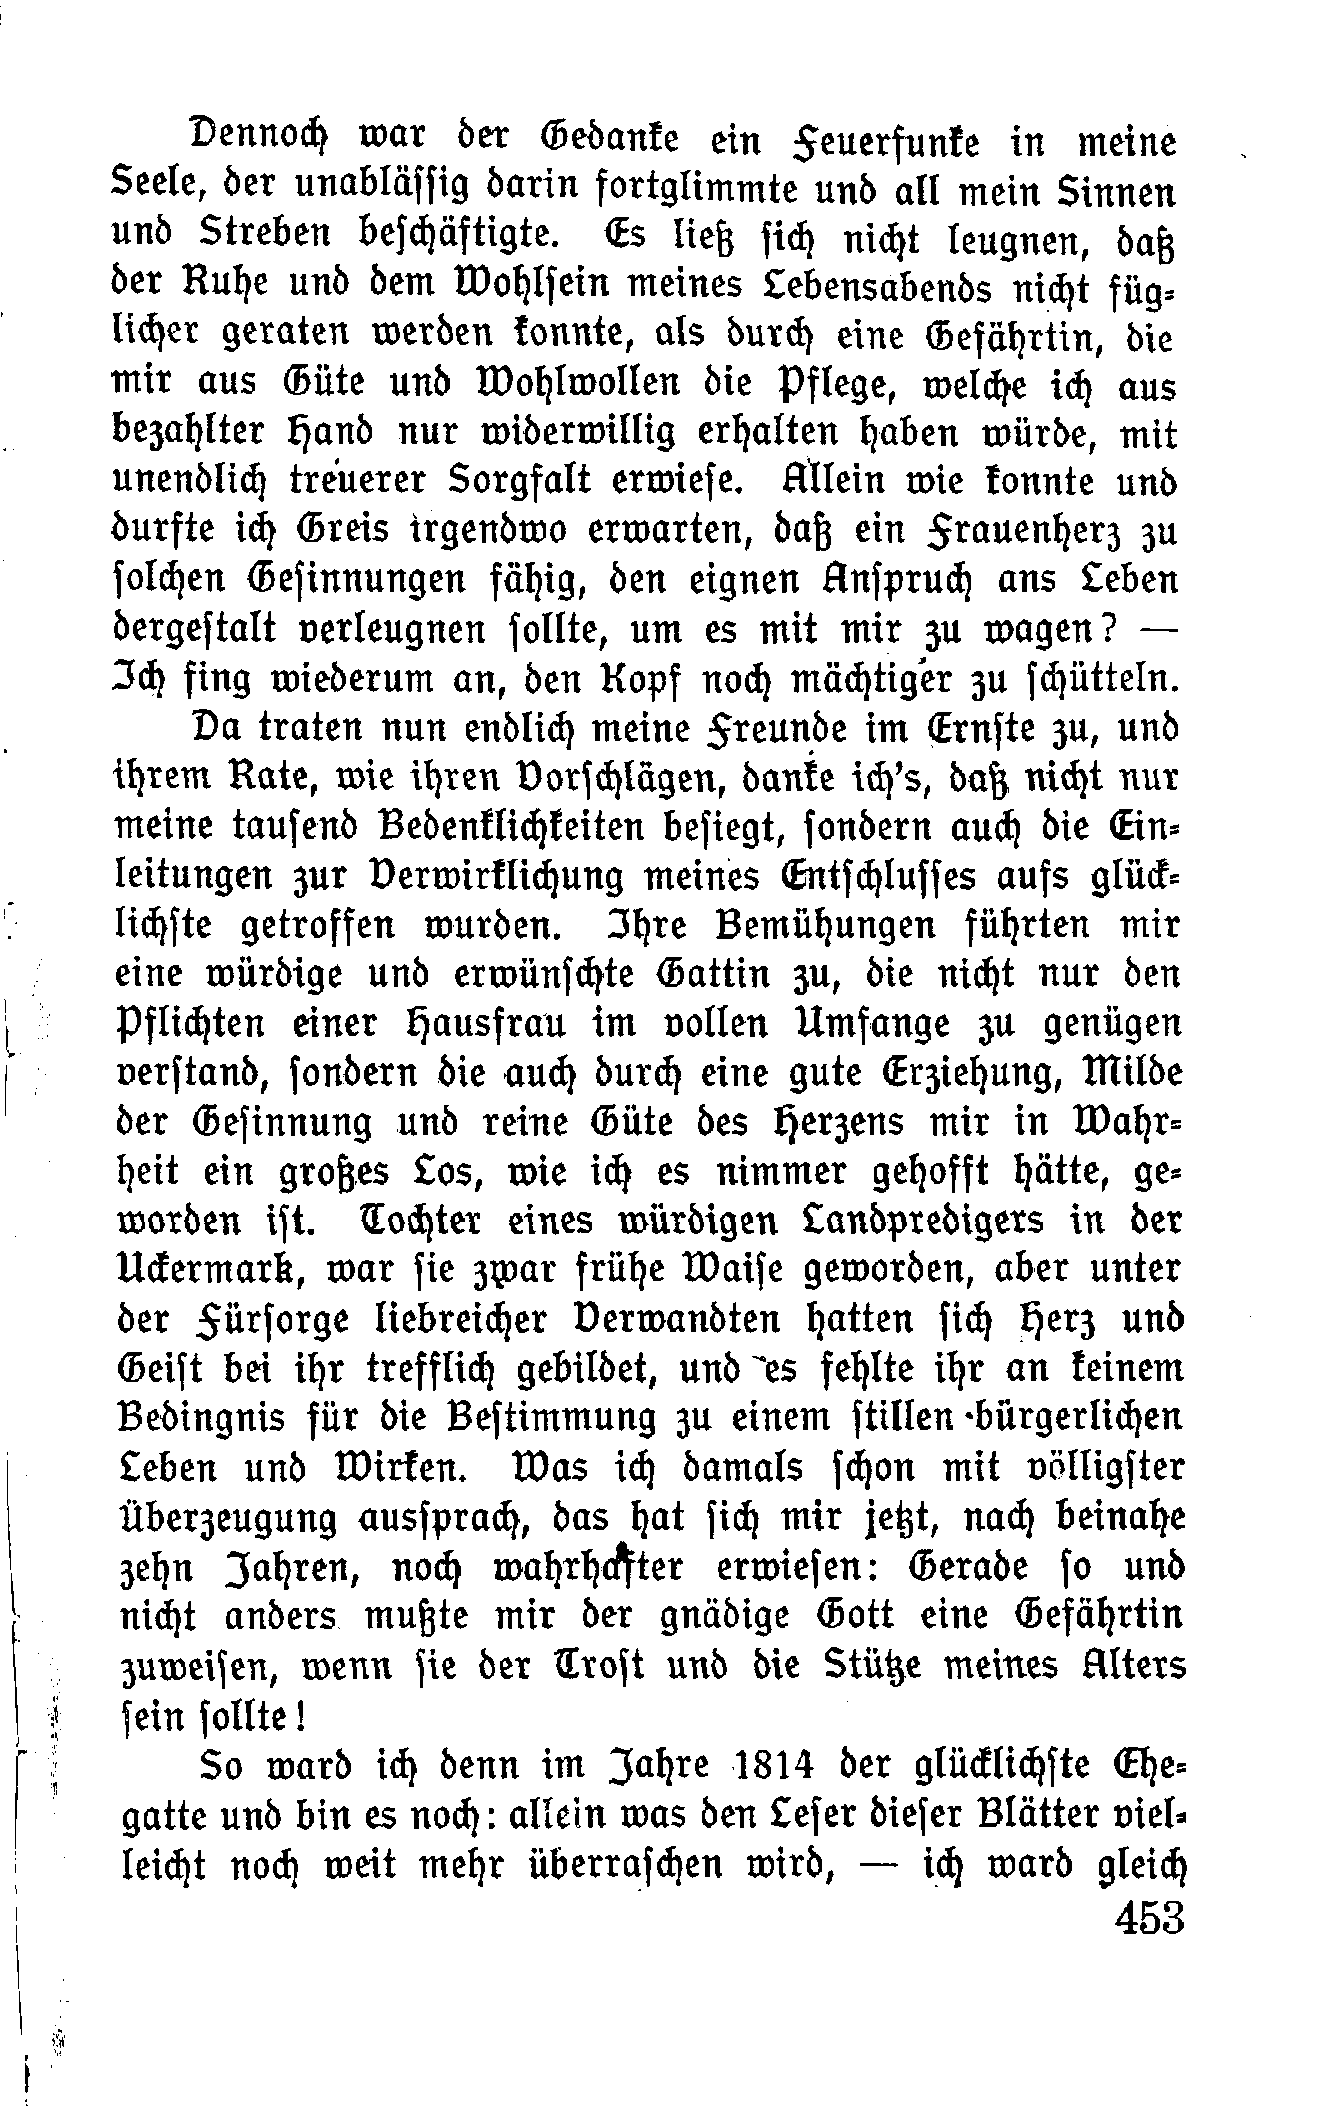 Dennoch war der Gedanke ein Feuerfunke in meine
Seele, der unablässig darin fortglimmte und all mein Sinnen
und Streben beschäftigte. Es ließ sich nicht leugnen, daß
der Ruhe und dem Wohlsein meines Lebensabends nicht füg-
licher geraten werden konnte, als durch eine Gefährtin, die
mir aus Güte und Wohlwollen die Pflege, welche ich aus
bezahlter Hand nur widerwillig erhalten haben würde, mit
unendlich treuerer Sorgfalt erwiese. Allein wie konnte und
durfte ich Greis irgendwo erwarten, daß ein Frauenherz zu
solchen Gesinnungen fähig, den eignen Anspruch ans Leben
dergestalt verleugnen sollte, um es mit mir zu wagen? —
Ich fing wiederum an, den Kopf noch mächtiger zu schütteln.
Da traten nun endlich meine Freunde im Ernste zu, und
ihrem Rate, wie ihren Vorschlägen, danke ich's, daß nicht nur
meine tausend Bedenklichkeiten besiegt, sondern auch die Ein-
leitungen zur Verwirklichung meines Entschlusses aufs glück-
lichste getroffen wurden. Ihre Bemühungen führten mir
eine würdige und erwünschte Gattin zu, die nicht nur den
Pflichten einer Hausfrau im vollen Umfange zu genügen
verstand, sondern die auch durch eine gute Erziehung, Milde
der Gesinnung und reine Güte des Herzens mir in Wahr-
heit ein großes Los, wie ich es nimmer gehofft hätte, ge-
worden ist. Tochter eines würdigen Landpredigers in der
Uckermark, war sie zwar frühe Waise geworden, aber unter
der Fürsorge liebreicher Verwandten hatten sich Herz und
Geist bei ihr trefflich gebildet, und es fehlte ihr an keinem
Bedingnis für die Bestimmung zu einem stillen bürgerlichen
Leben und Wirken. Was ich damals schon mit völligster
Überzeugung aussprach, das hat sich mir jetzt, nach beinahe
zehn Jahren, noch wahrhafter erwiesen: Gerade so und
nicht anders mußte mir der gnädige Gott eine Gefährtin
zuweisen, wenn sie der Trost und die Stütze meines Alters
sein sollte!
So ward ich denn im Jahre 1814 der glücklichste Ehe-
gatte und bin es noch: allein was den Leser dieser Blätter viel-
leicht noch weit mehr überraschen wird, — ich ward gleich
453